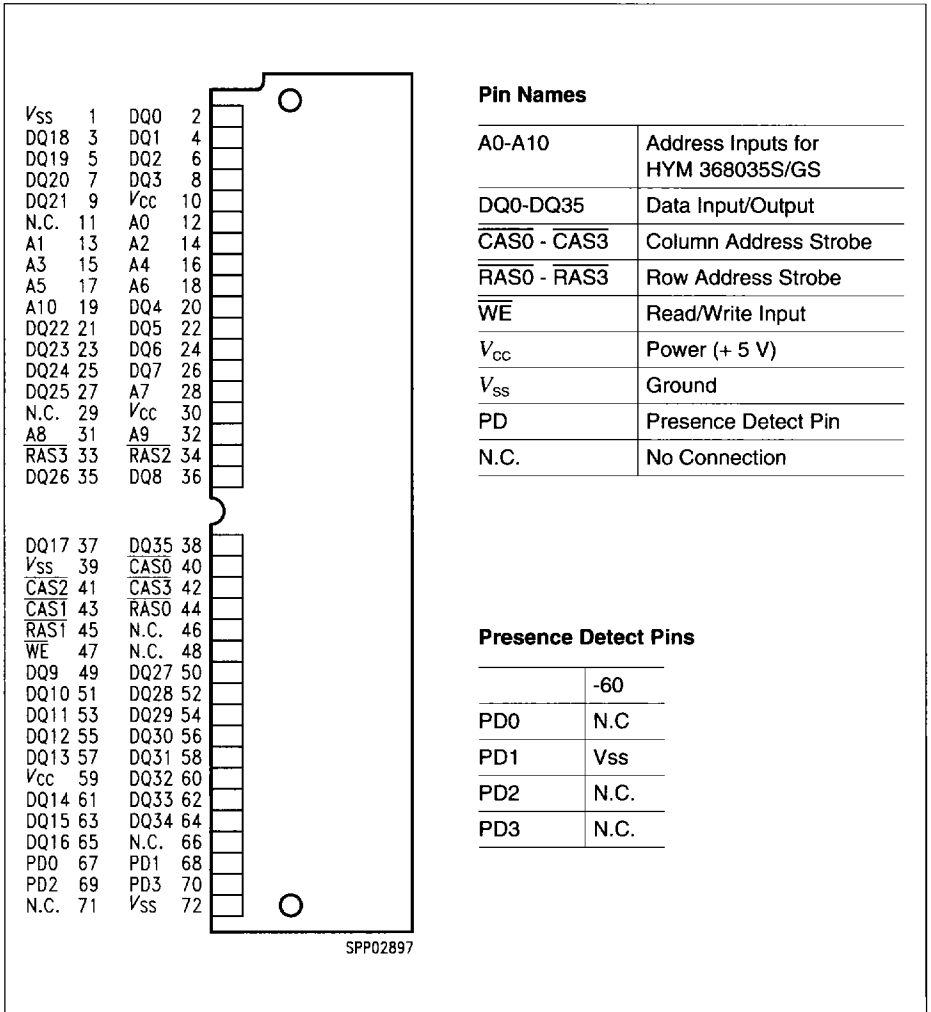 VSS 1 DQ0 2
DQ18 3 DQ1 4
DQ19 5 DQ2 6
DQ20 7 DQ3 8
DQ21 9 VCC 10
N.C. 11 A0 12
A1 13 A2 14
A3 15 A4 16
A5 17 A6 18
A10 19 DQ4 20
DQ22 21 DQ5 22
DQ23 23 DQ6 24
DQ24 25 DQ7 26
DQ25 27 A7 28
N.C. 29 VCC 30
A8 31 A9 32
RAS3 33 RAS2 34
DQ26 35 DQ8 36
DQ17 37 DQ35 38
VSS 39 CAS0 40
CAS2 41 CAS3 42
CAS1 43 RAS0 44
RAS1 45 N.C. 46
WE 47 N.C. 48
DQ9 49 DQ27 50
DQ10 51 DQ28 52
DQ11 53 DQ29 54
DQ12 55 DQ30 56
DQ13 57 DQ31 58
VCC 59 DQ32 60
DQ14 61 DQ33 62
DQ15 63 DQ34 64
DQ16 65 N.C. 66
PD0 67 PD1 68
PD2 69 PD3 70
N.C. 71 VSS 72
SPP02897
Pin Names
A0-A10 Address Inputs for
HYM 368035S/GS
DQ0-DQ35 Data Input/Output
CAS0 - CAS3 Column Address Strobe
RAS0 - RAS3 Row Address Strobe
WE Read/Write Input
VCC Power (+ 5 V)
VSS Ground
PD Presence Detect Pin
N.C. No Connection
Presence Detect Pins
-60
PD0 N.C
PD1 Vss
PD2 N.C.
PD3 N.C.